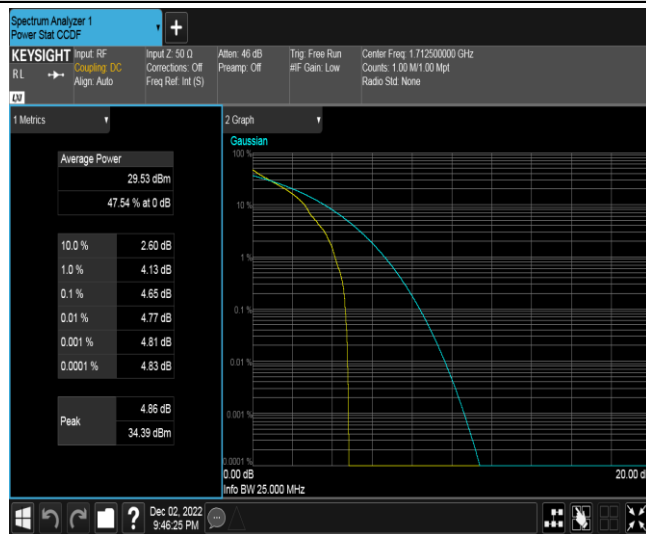 Spectrum Analyzer 1
Power Stat CCDF
+
KEYSIGHT Input: RF Input Z: 50 Ω Atten: 46 dB Trig: Free Run Center Freq: 1.712500000 GHz
RL Coupling: DC Corrections: Off Preamp: Off #IF Gain: Low Counts: 1.00 M/1.00 Mpt
Align: Auto Freq Ref: Int (S) Radio Std: None
LXI
1 Metrics
Average Power
29.53 dBm
47.54 % at 0 dB
10.0 % 2.60 dB
1.0 % 4.13 dB
0.1 % 4.65 dB
0.01 % 4.77 dB
0.001 % 4.81 dB
0.0001 % 4.83 dB
Peak 4.86 dB
34.39 dBm
2 Graph
Gaussian
100 %
10 %
1 %
0.1 %
0.01 %
0.001 %
0.0001 %
0.00 dB 20.00 d
Info BW 25.000 MHz
? Dec 02, 2022
9:46:25 PM